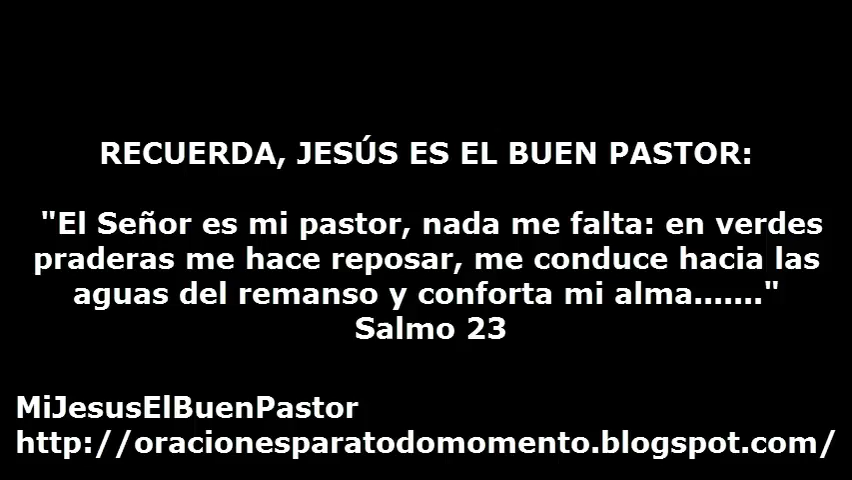 RECUERDA, JESÚS ES EL BUEN PASTOR:
"El Señor es mi pastor, nada me falta: en verdes
praderas me hace reposar, me conduce hacia las
aguas del remanso y conforta mi alma......."
Salmo 23
MiJesusElBuenPastor
http://oracionesparatodomomento.blogspot.com/